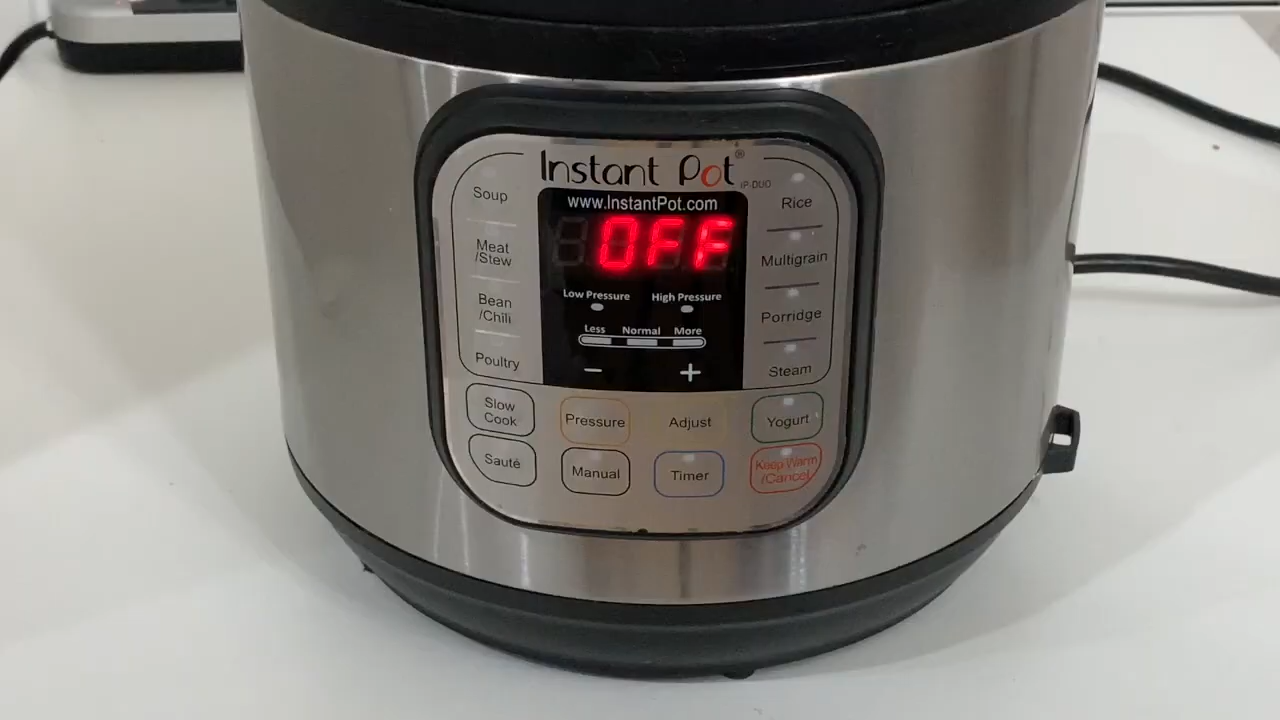 Instant Pot®
IP-DUO
www.InstantPot.com
OFF
Low Pressure High Pressure
Less Normal More
− +
Soup
Meat
/Stew
Bean
/Chili
Poultry
Rice
Multigrain
Porridge
Steam
Slow
Cook
Pressure
Adjust
Yogurt
Sauté
Manual
Timer
Keep Warm
/Cancel